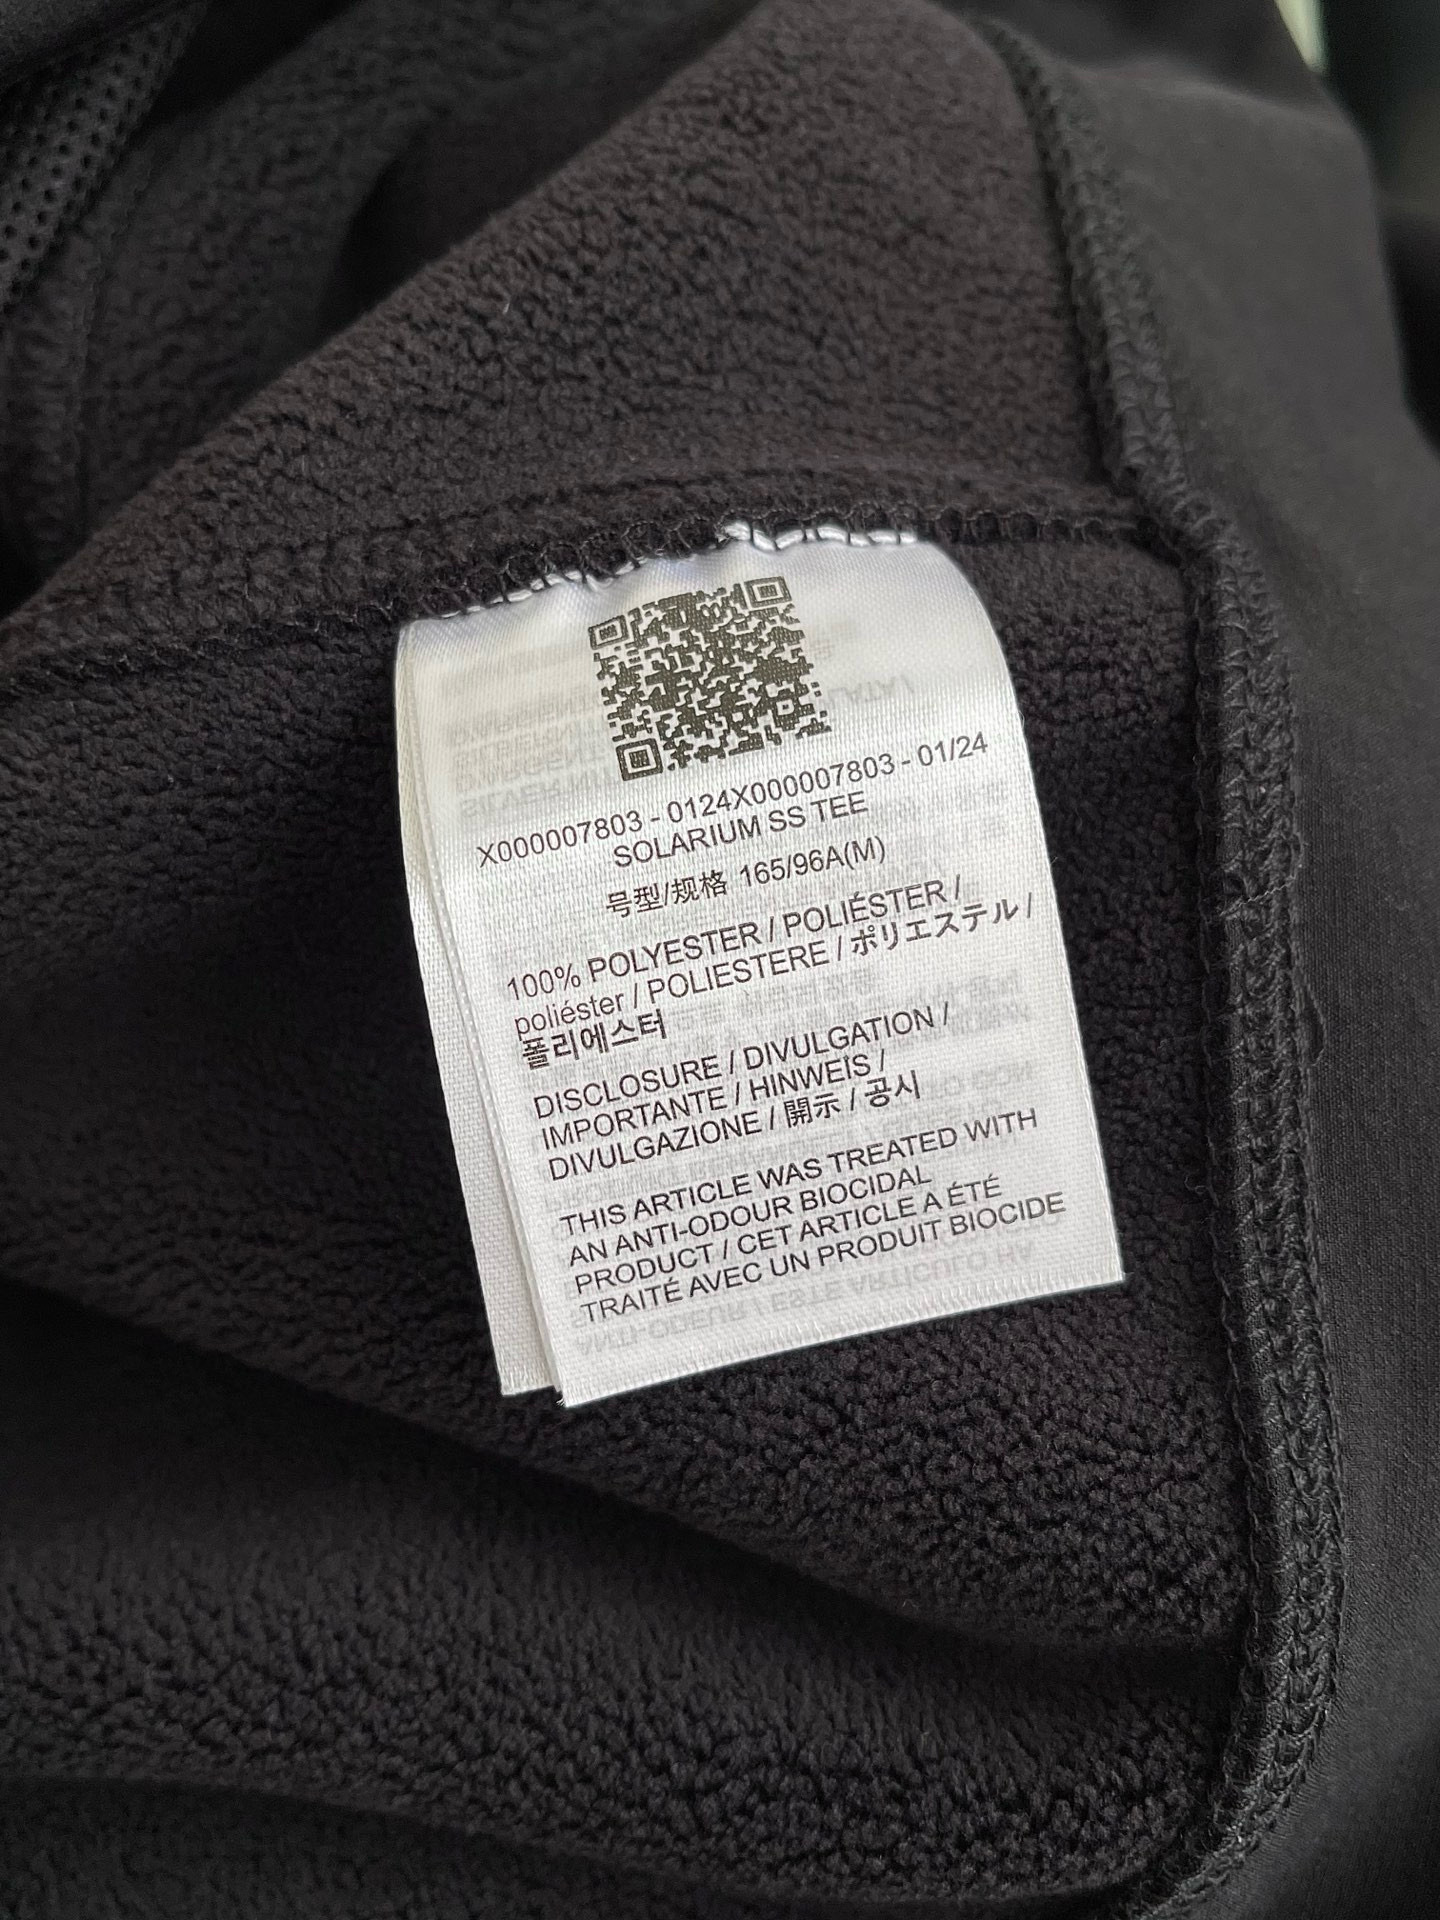 X000007803 - 0124X000007803 - 01/24
SOLARIUM SS TEE
号型/规格 165/96A(M)
100% POLYESTER / POLIÉSTER /
poliéster / POLIESTERE / ポリエステル /
폴리에스터
DISCLOSURE / DIVULGATION /
IMPORTANTE / HINWEIS /
DIVULGAZIONE / 開示 / 공시
THIS ARTICLE WAS TREATED WITH
AN ANTI-ODOUR BIOCIDAL
PRODUCT / CET ARTICLE A ÉTÉ
TRAITÉ AVEC UN PRODUIT BIOCIDE